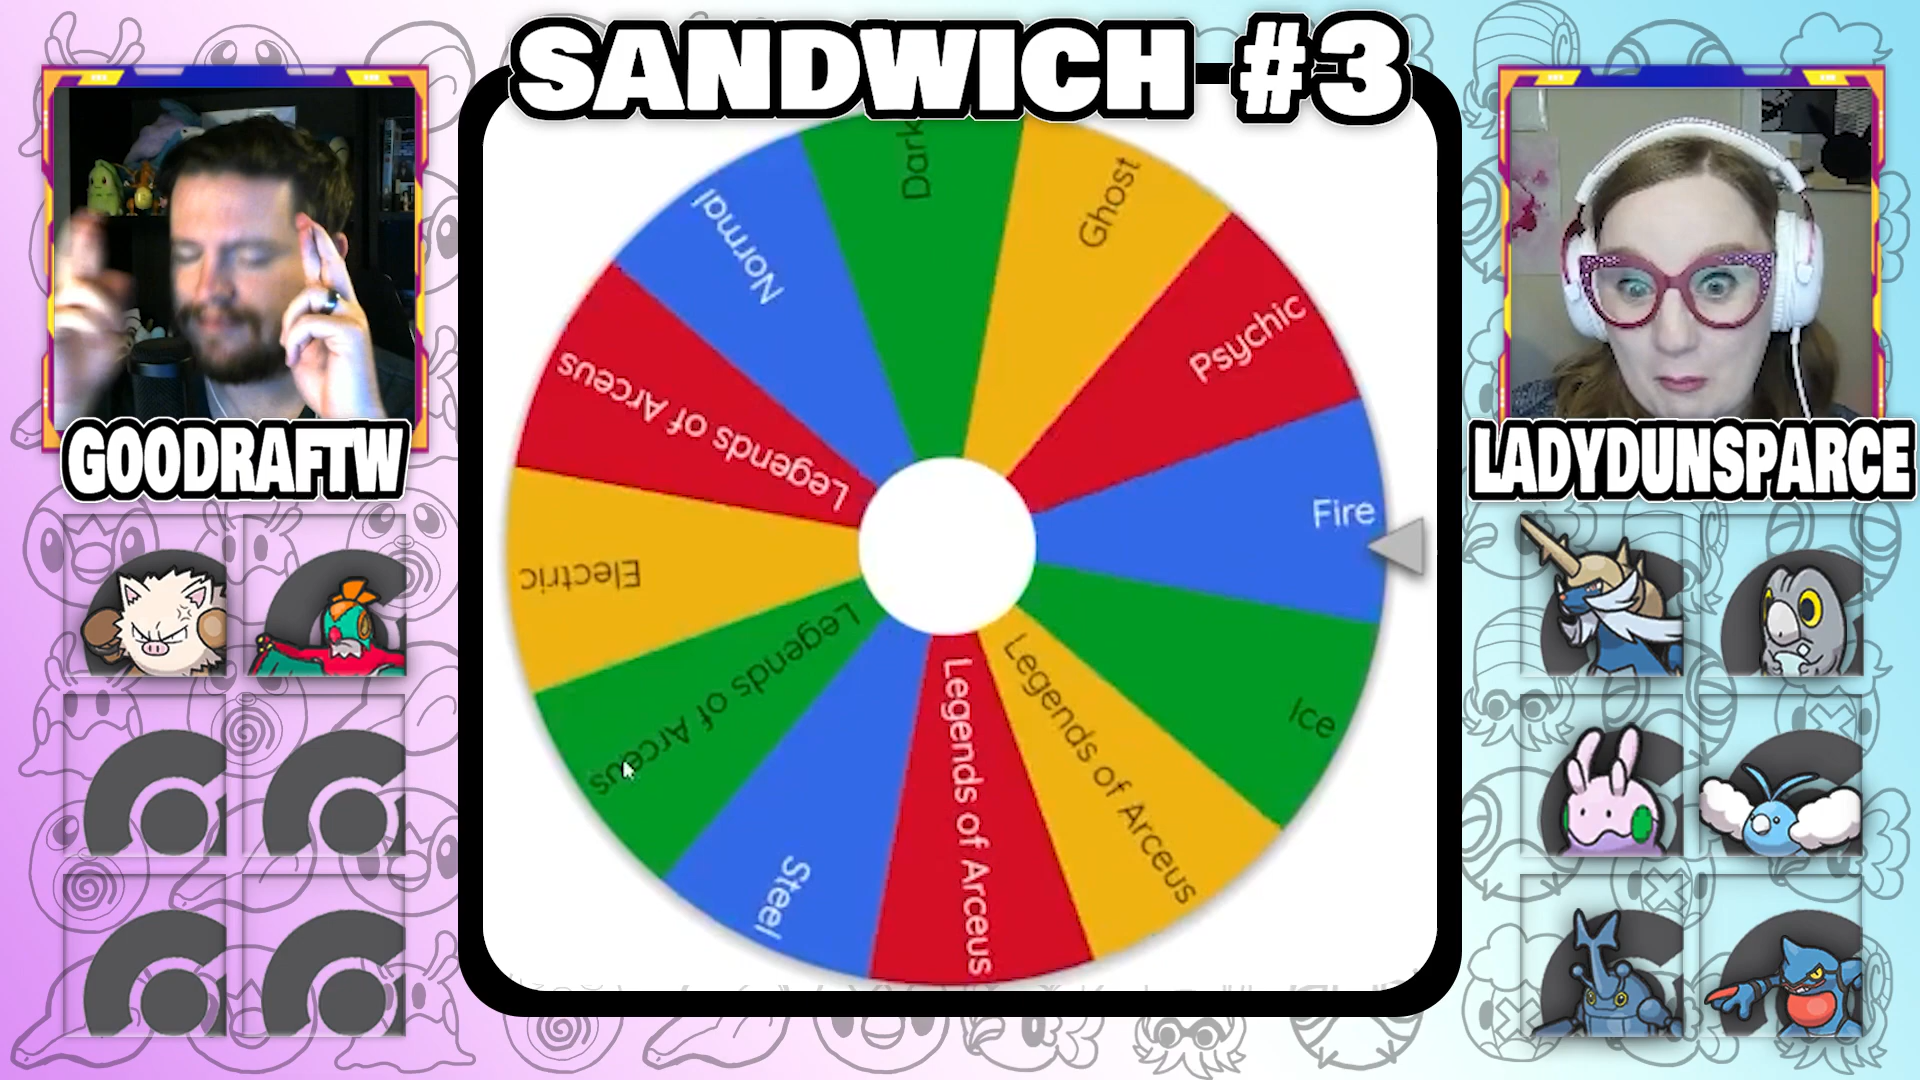 SANDWICH #3
GOODRAFTW
LADYDUNSPARCE
Dark
Ghost
Psychic
Fire
Ice
Legends of Arceus
Legends of Arceus
Steel
Legends of Arceus
Electric
Legends of Arceus
Normal